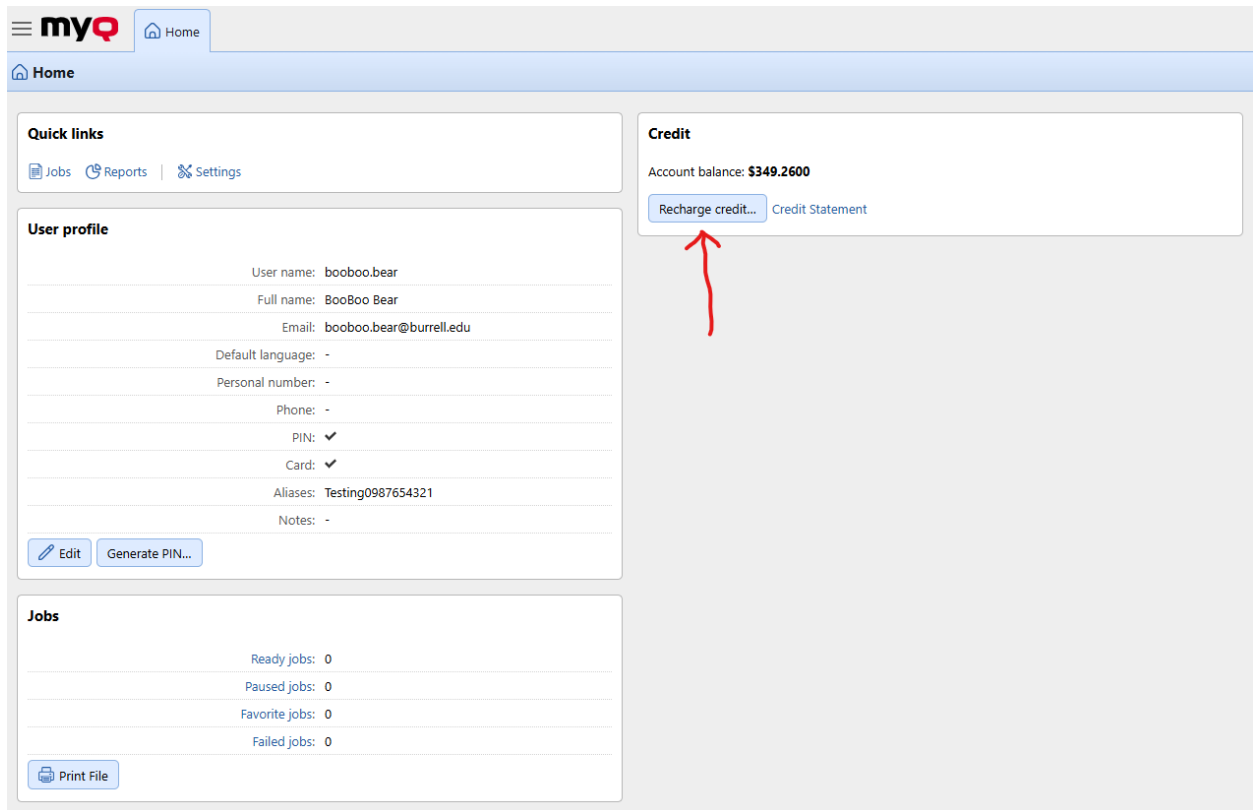 myQ
Home
Home
Quick links
Jobs Reports | Settings
User profile
User name: booboo.bear
Full name: BooBoo Bear
Email: booboo.bear@burrell.edu
Default language: -
Personal number: -
Phone: -
PIN: ✔
Card: ✔
Aliases: Testing0987654321
Notes: -
Edit Generate PIN...
Jobs
Ready jobs: 0
Paused jobs: 0
Favorite jobs: 0
Failed jobs: 0
Print File
Credit
Account balance: $349.2600
Recharge credit... Credit Statement